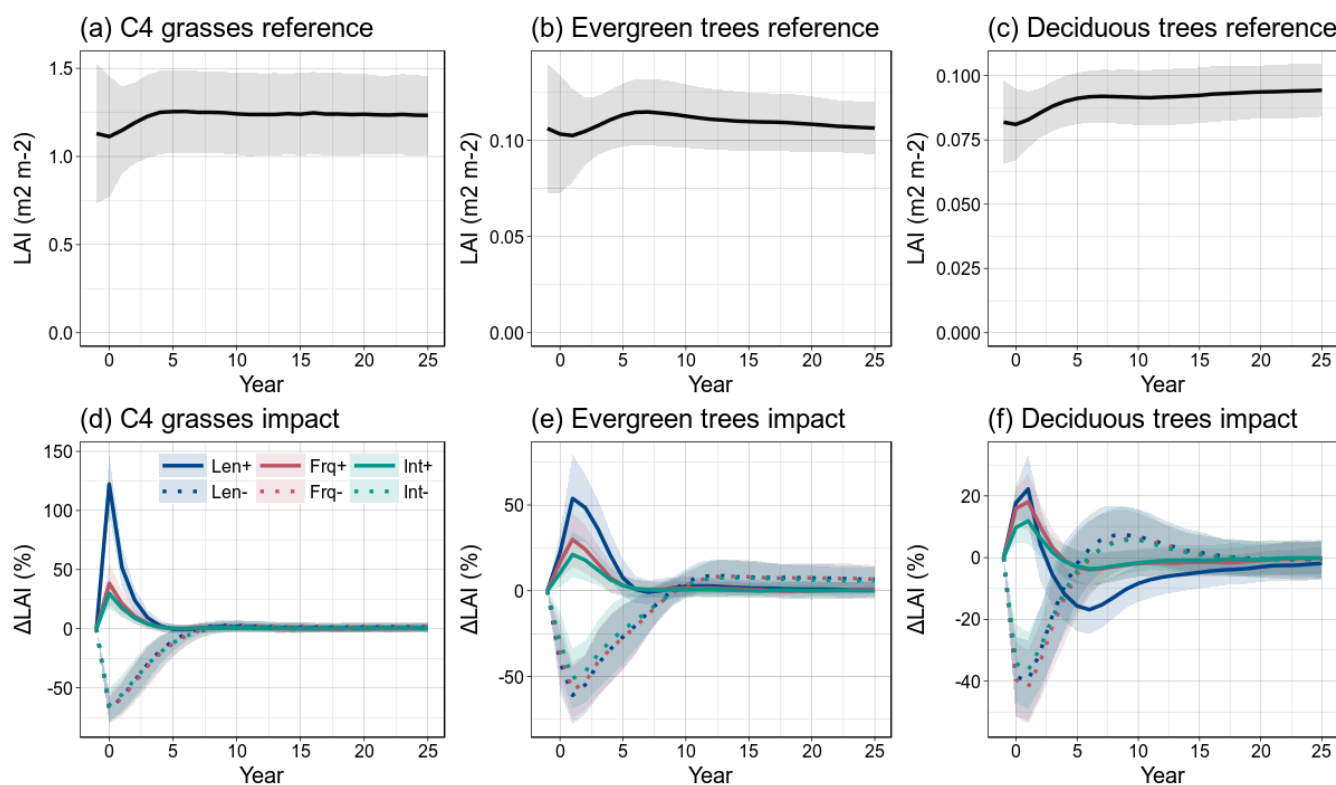 (a) C4 grasses reference
(b) Evergreen trees reference
(c) Deciduous trees reference
LAI (m2 m-2)
1.5
1.0
0.5
0.0
0 5 10 15 20 25
Year
LAI (m2 m-2)
0.10
0.05
0.00
0 5 10 15 20 25
Year
LAI (m2 m-2)
0.100
0.075
0.050
0.025
0.000
0 5 10 15 20 25
Year
(d) C4 grasses impact
(e) Evergreen trees impact
(f) Deciduous trees impact
ΔLAI (%)
150
100
50
0
-50
Len+ Frq+ Int+
Len- Frq- Int-
0 5 10 15 20 25
Year
ΔLAI (%)
50
0
-50
0 5 10 15 20 25
Year
ΔLAI (%)
20
0
-20
-40
0 5 10 15 20 25
Year